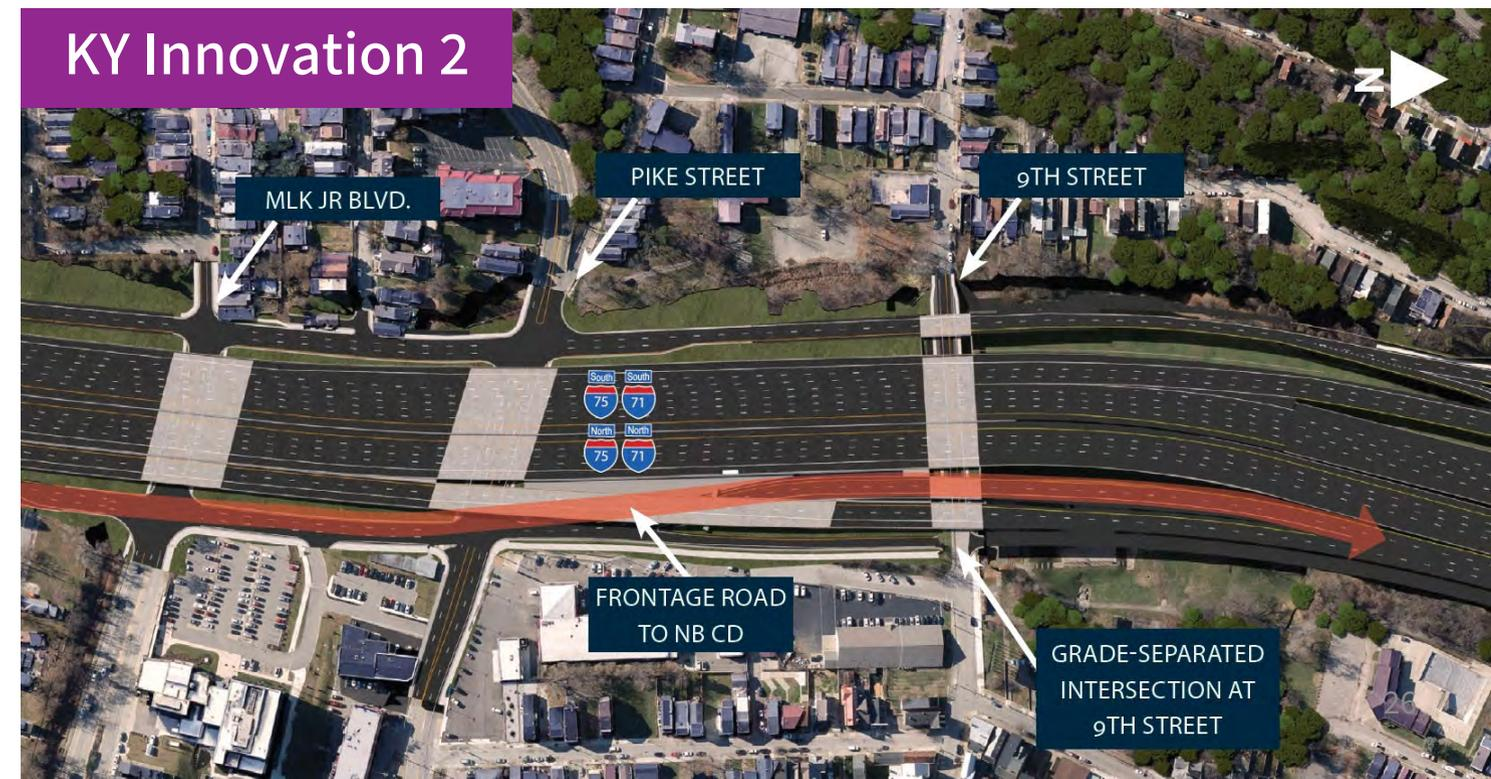 KY Innovation 2
N
MLK JR BLVD.
PIKE STREET
9TH STREET
South South
75 71
North North
75 71
FRONTAGE ROAD
TO NB CD
GRADE-SEPARATED
INTERSECTION AT
9TH STREET